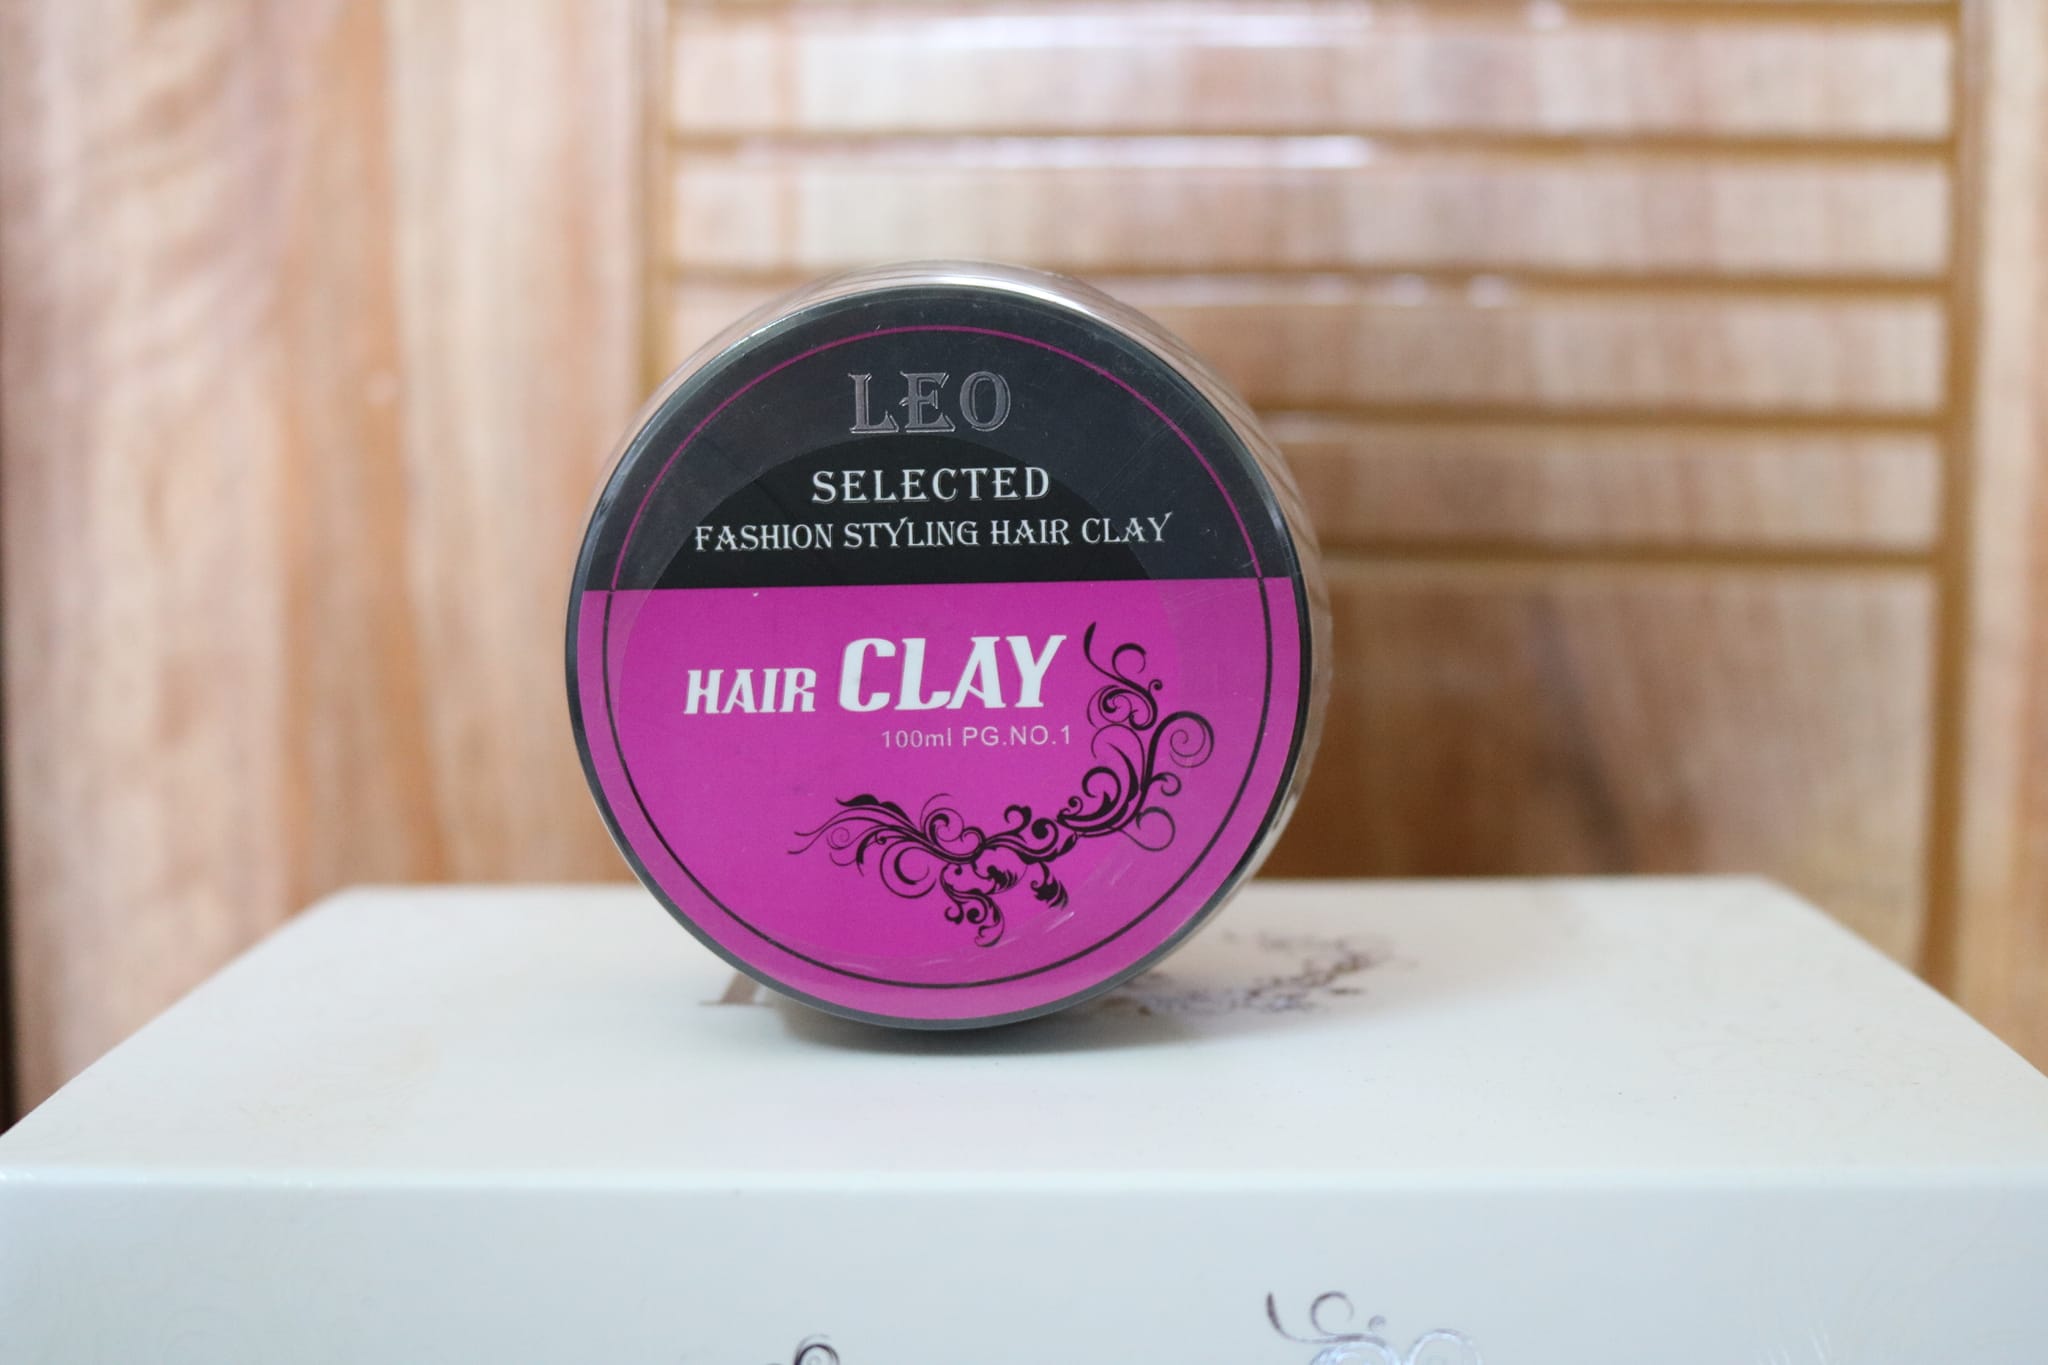 LEO
SELECTED
FASHION STYLING HAIR CLAY
HAIR CLAY
100ml PG.NO.1